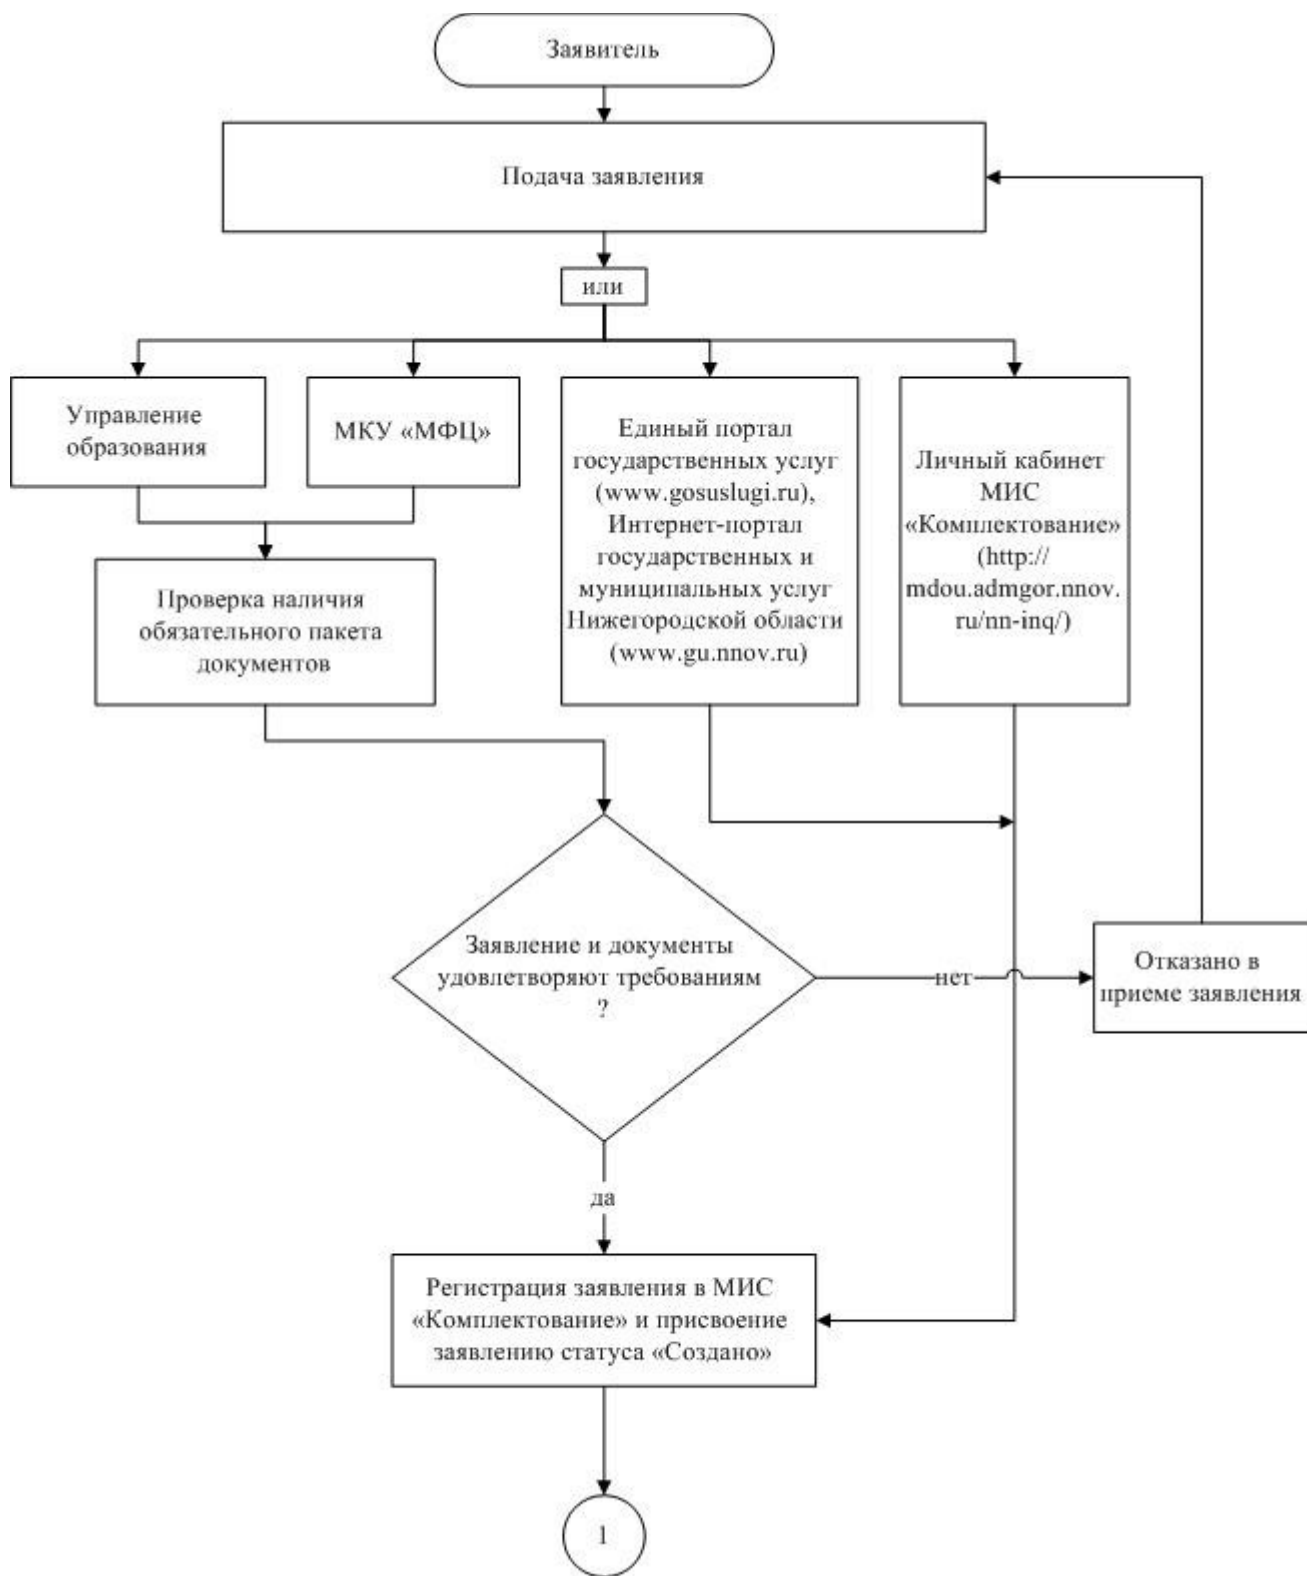 Заявитель
Подача заявления
или
Управление
образования
МКУ «МФЦ»
Единый портал
государственных услуг
(www.gosuslugi.ru),
Интернет-портал
государственных и
муниципальных услуг
Нижегородской области
(www.gu.nnov.ru)
Личный кабинет
МИС
«Комплектование»
(http://
mdou.admgor.nnov.
ru/nn-inq/)
Проверка наличия
обязательного пакета
документов
Заявление и документы
удовлетворяют требованиям
?
нет
Отказано в
приеме заявления
да
Регистрация заявления в МИС
«Комплектование» и присвоение
заявлению статуса «Создано»
1